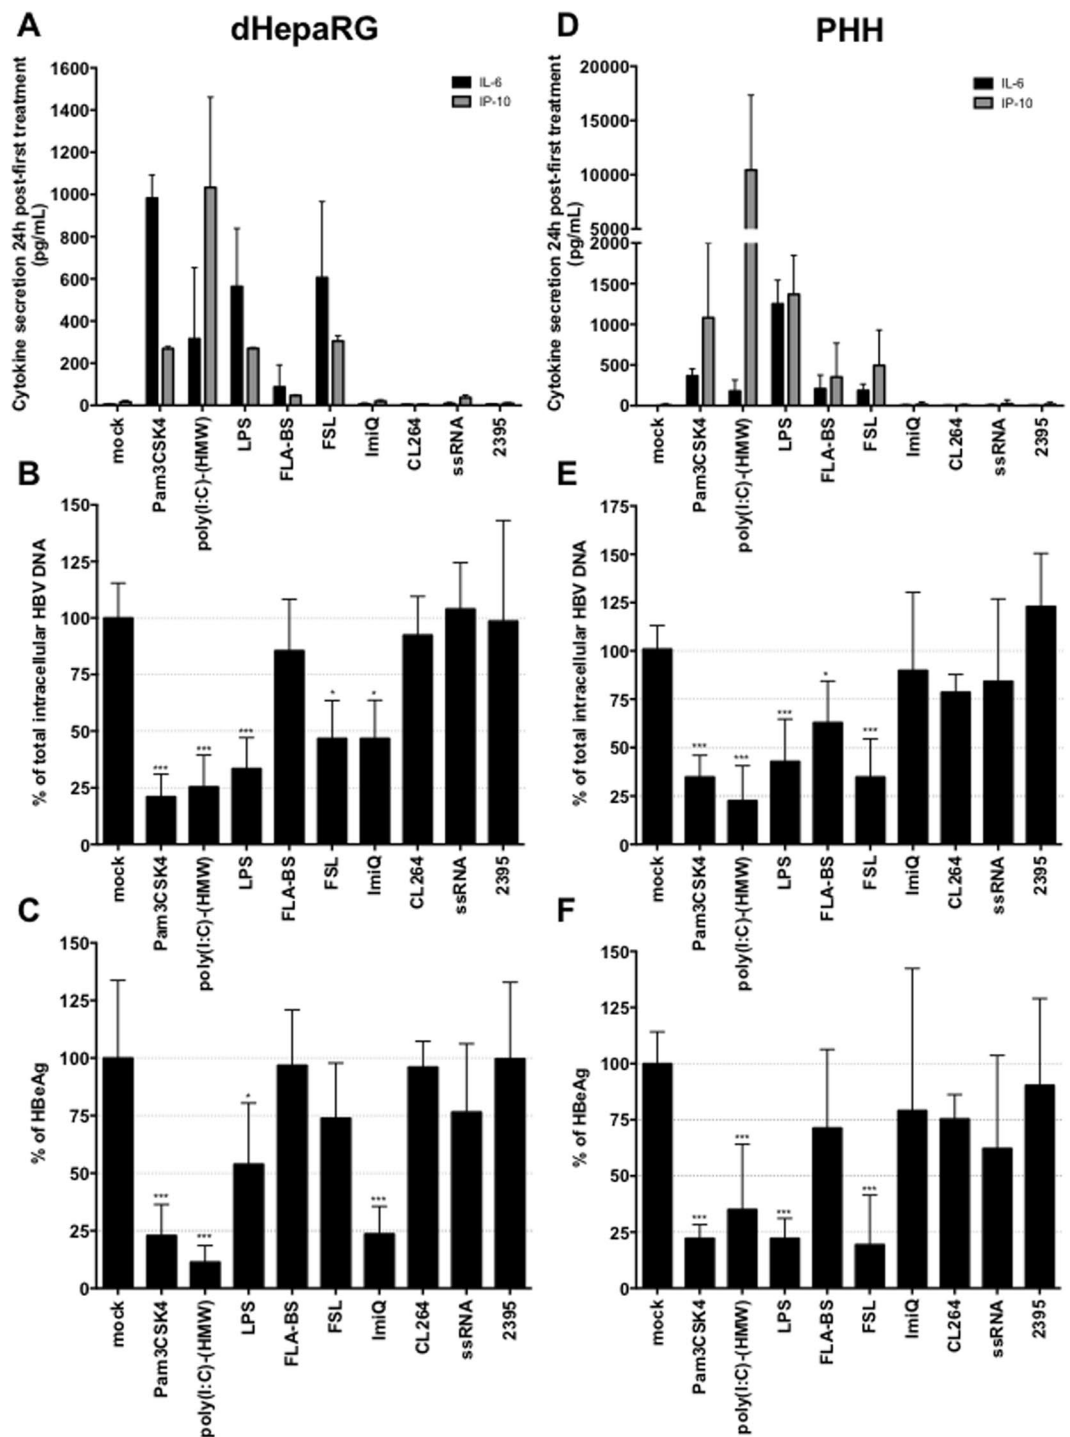 A
dHepaRG
Cytokine secretion 24h post-first treatment
(pg/mL)
1600
1400
1200
1000
800
600
400
200
0
IL-6
IP-10
mock
Pam3CSK4
poly(I:C)-(HMW)
LPS
FLA-BS
FSL
ImiQ
CL264
ssRNA
2395
D
PHH
Cytokine secretion 24h post-first treatment
(pg/mL)
20000
15000
10000
5000
2000
1500
1000
500
0
IL-6
IP-10
mock
Pam3CSK4
poly(I:C)-(HMW)
LPS
FLA-BS
FSL
ImiQ
CL264
ssRNA
2395
B
% of total intracellular HBV DNA
150
125
100
75
50
25
0
***
***
***
*
*
mock
Pam3CSK4
poly(I:C)-(HMW)
LPS
FLA-BS
FSL
ImiQ
CL264
ssRNA
2395
E
% of total intracellular HBV DNA
175
150
125
100
75
50
25
0
***
***
***
*
***
mock
Pam3CSK4
poly(I:C)-(HMW)
LPS
FLA-BS
FSL
ImiQ
CL264
ssRNA
2395
C
% of HBeAg
150
125
100
75
50
25
0
***
***
*
***
mock
Pam3CSK4
poly(I:C)-(HMW)
LPS
FLA-BS
FSL
ImiQ
CL264
ssRNA
2395
F
% of HBeAg
150
125
100
75
50
25
0
***
***
***
***
mock
Pam3CSK4
poly(I:C)-(HMW)
LPS
FLA-BS
FSL
ImiQ
CL264
ssRNA
2395